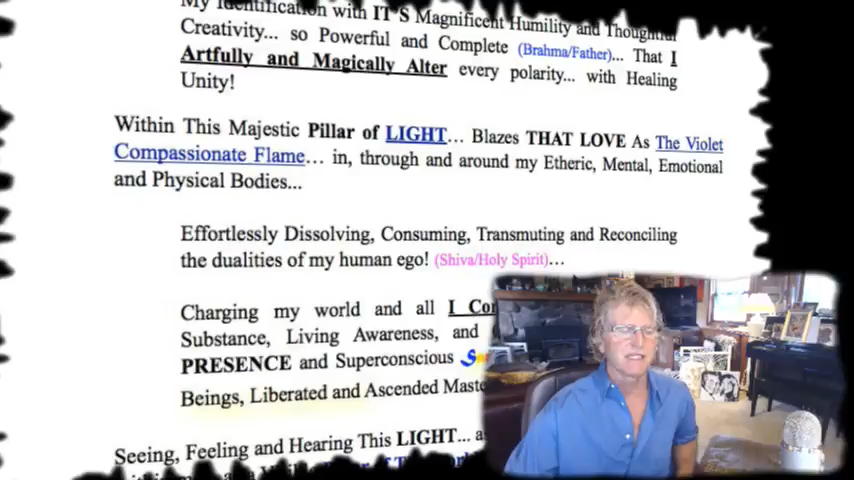 My Identification with IT'S Magnificent Humility and Thoughtful
Creativity... so Powerful and Complete (Brahma/Father)... That I
Artfully and Magically Alter every polarity... with Healing
Unity!
Within This Majestic Pillar of LIGHT... Blazes THAT LOVE As The Violet
Compassionate Flame... in, through and around my Etheric, Mental, Emotional
and Physical Bodies...
Effortlessly Dissolving, Consuming, Transmuting and Reconciling
the dualities of my human ego! (Shiva/Holy Spirit)...
Charging my world and all I
Substance, Living Awareness, and
PRESENCE and Superconscious
Beings, Liberated and Ascended
Seeing, Feeling and Hearing This LIGHT...